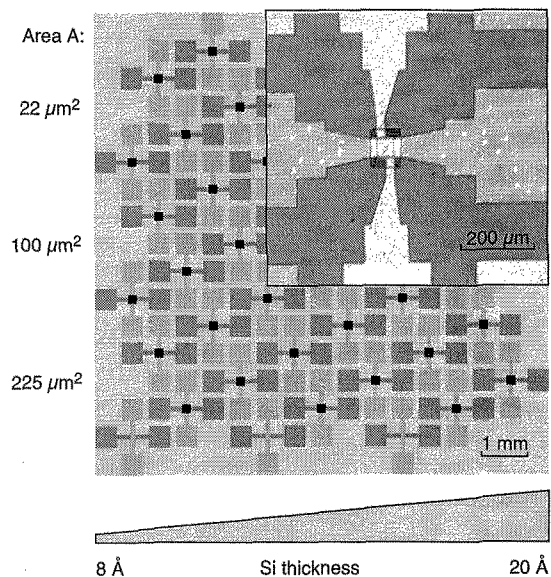 Area A:
22 µm²
200 µm
100 µm²
225 µm²
1 mm
8 Å Si thickness 20 Å